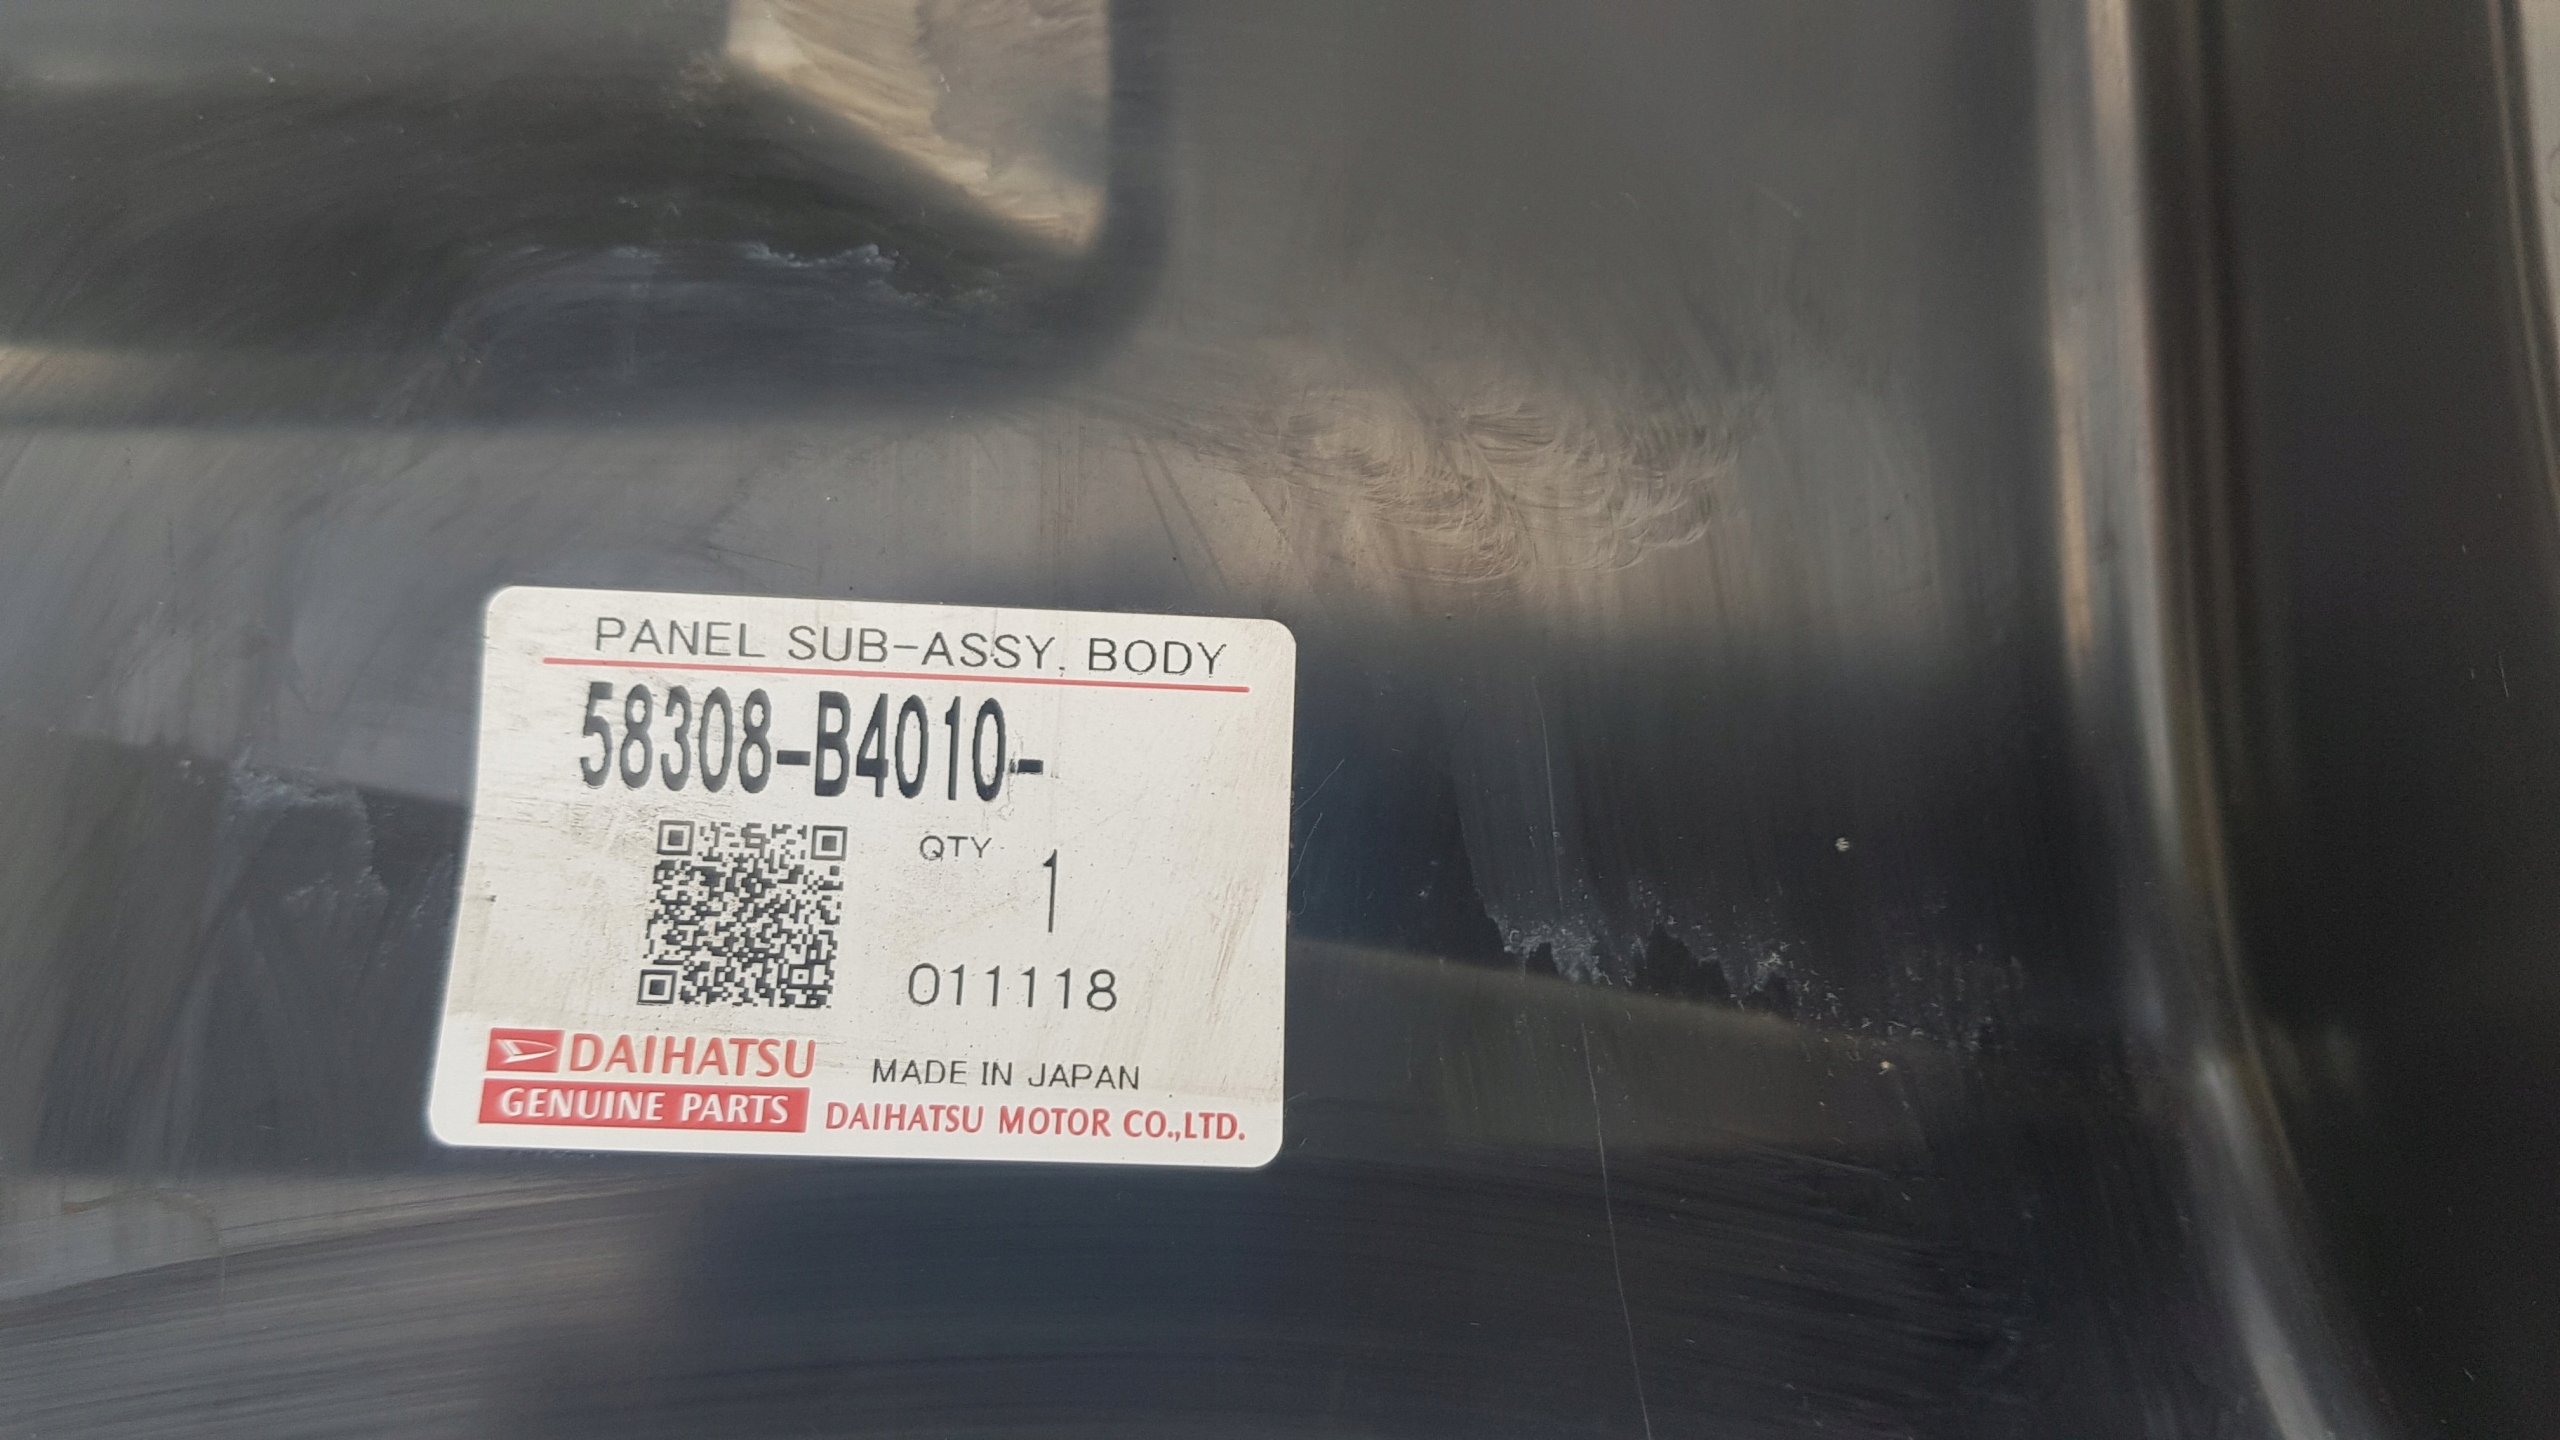 PANEL SUB-ASSY, BODY
58308-B4010-
QTY 1
011118
DAIHATSU
GENUINE PARTS
MADE IN JAPAN
DAIHATSU MOTOR CO.,LTD.